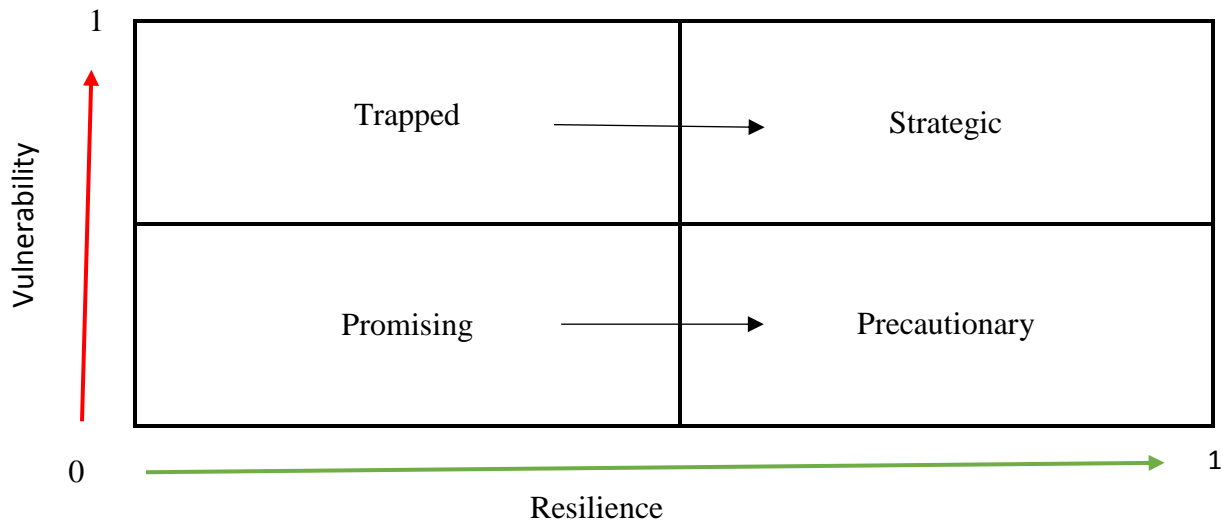 1
Trapped
Strategic
Vulnerability
Promising
Precautionary
0
1
Resilience